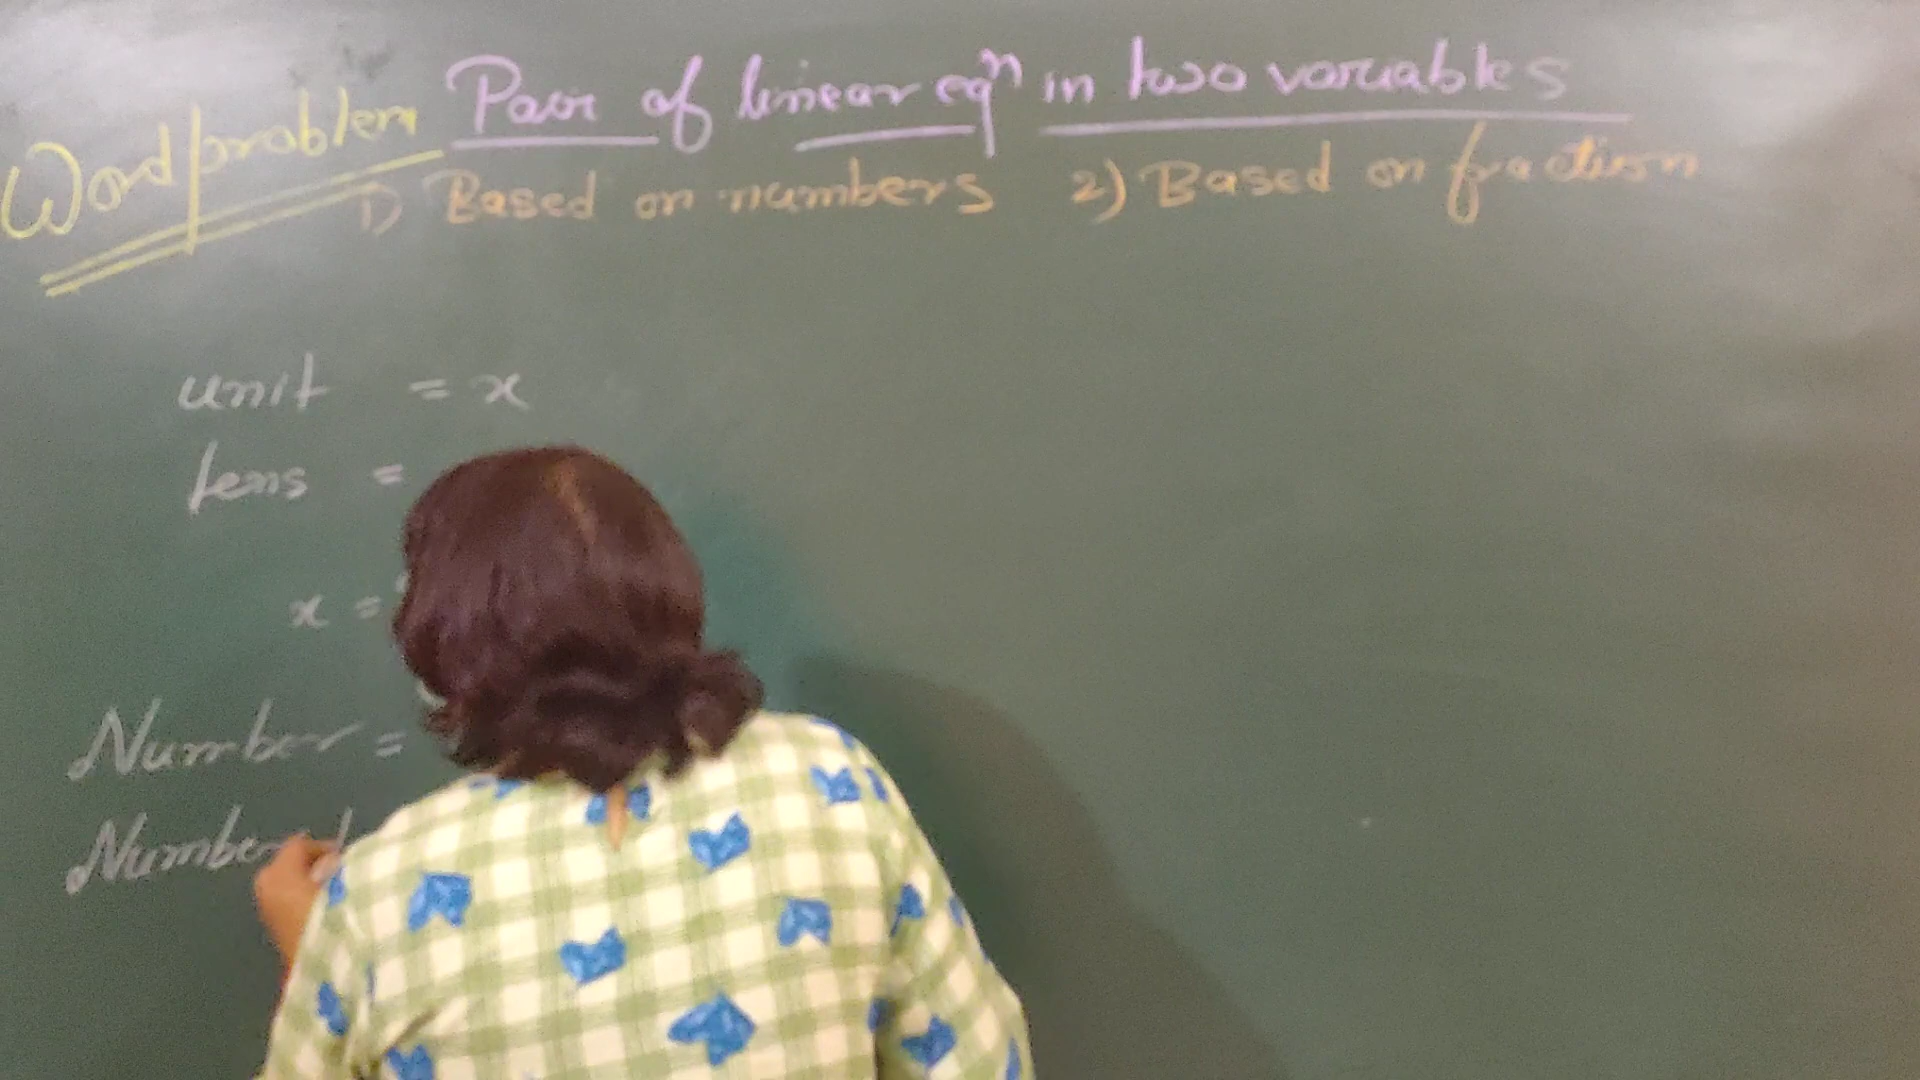 Word problem
Pair of linear eqn in two variables
1) Based on numbers 2) Based on fraction
unit = x
tens =
x =
Number =
Number